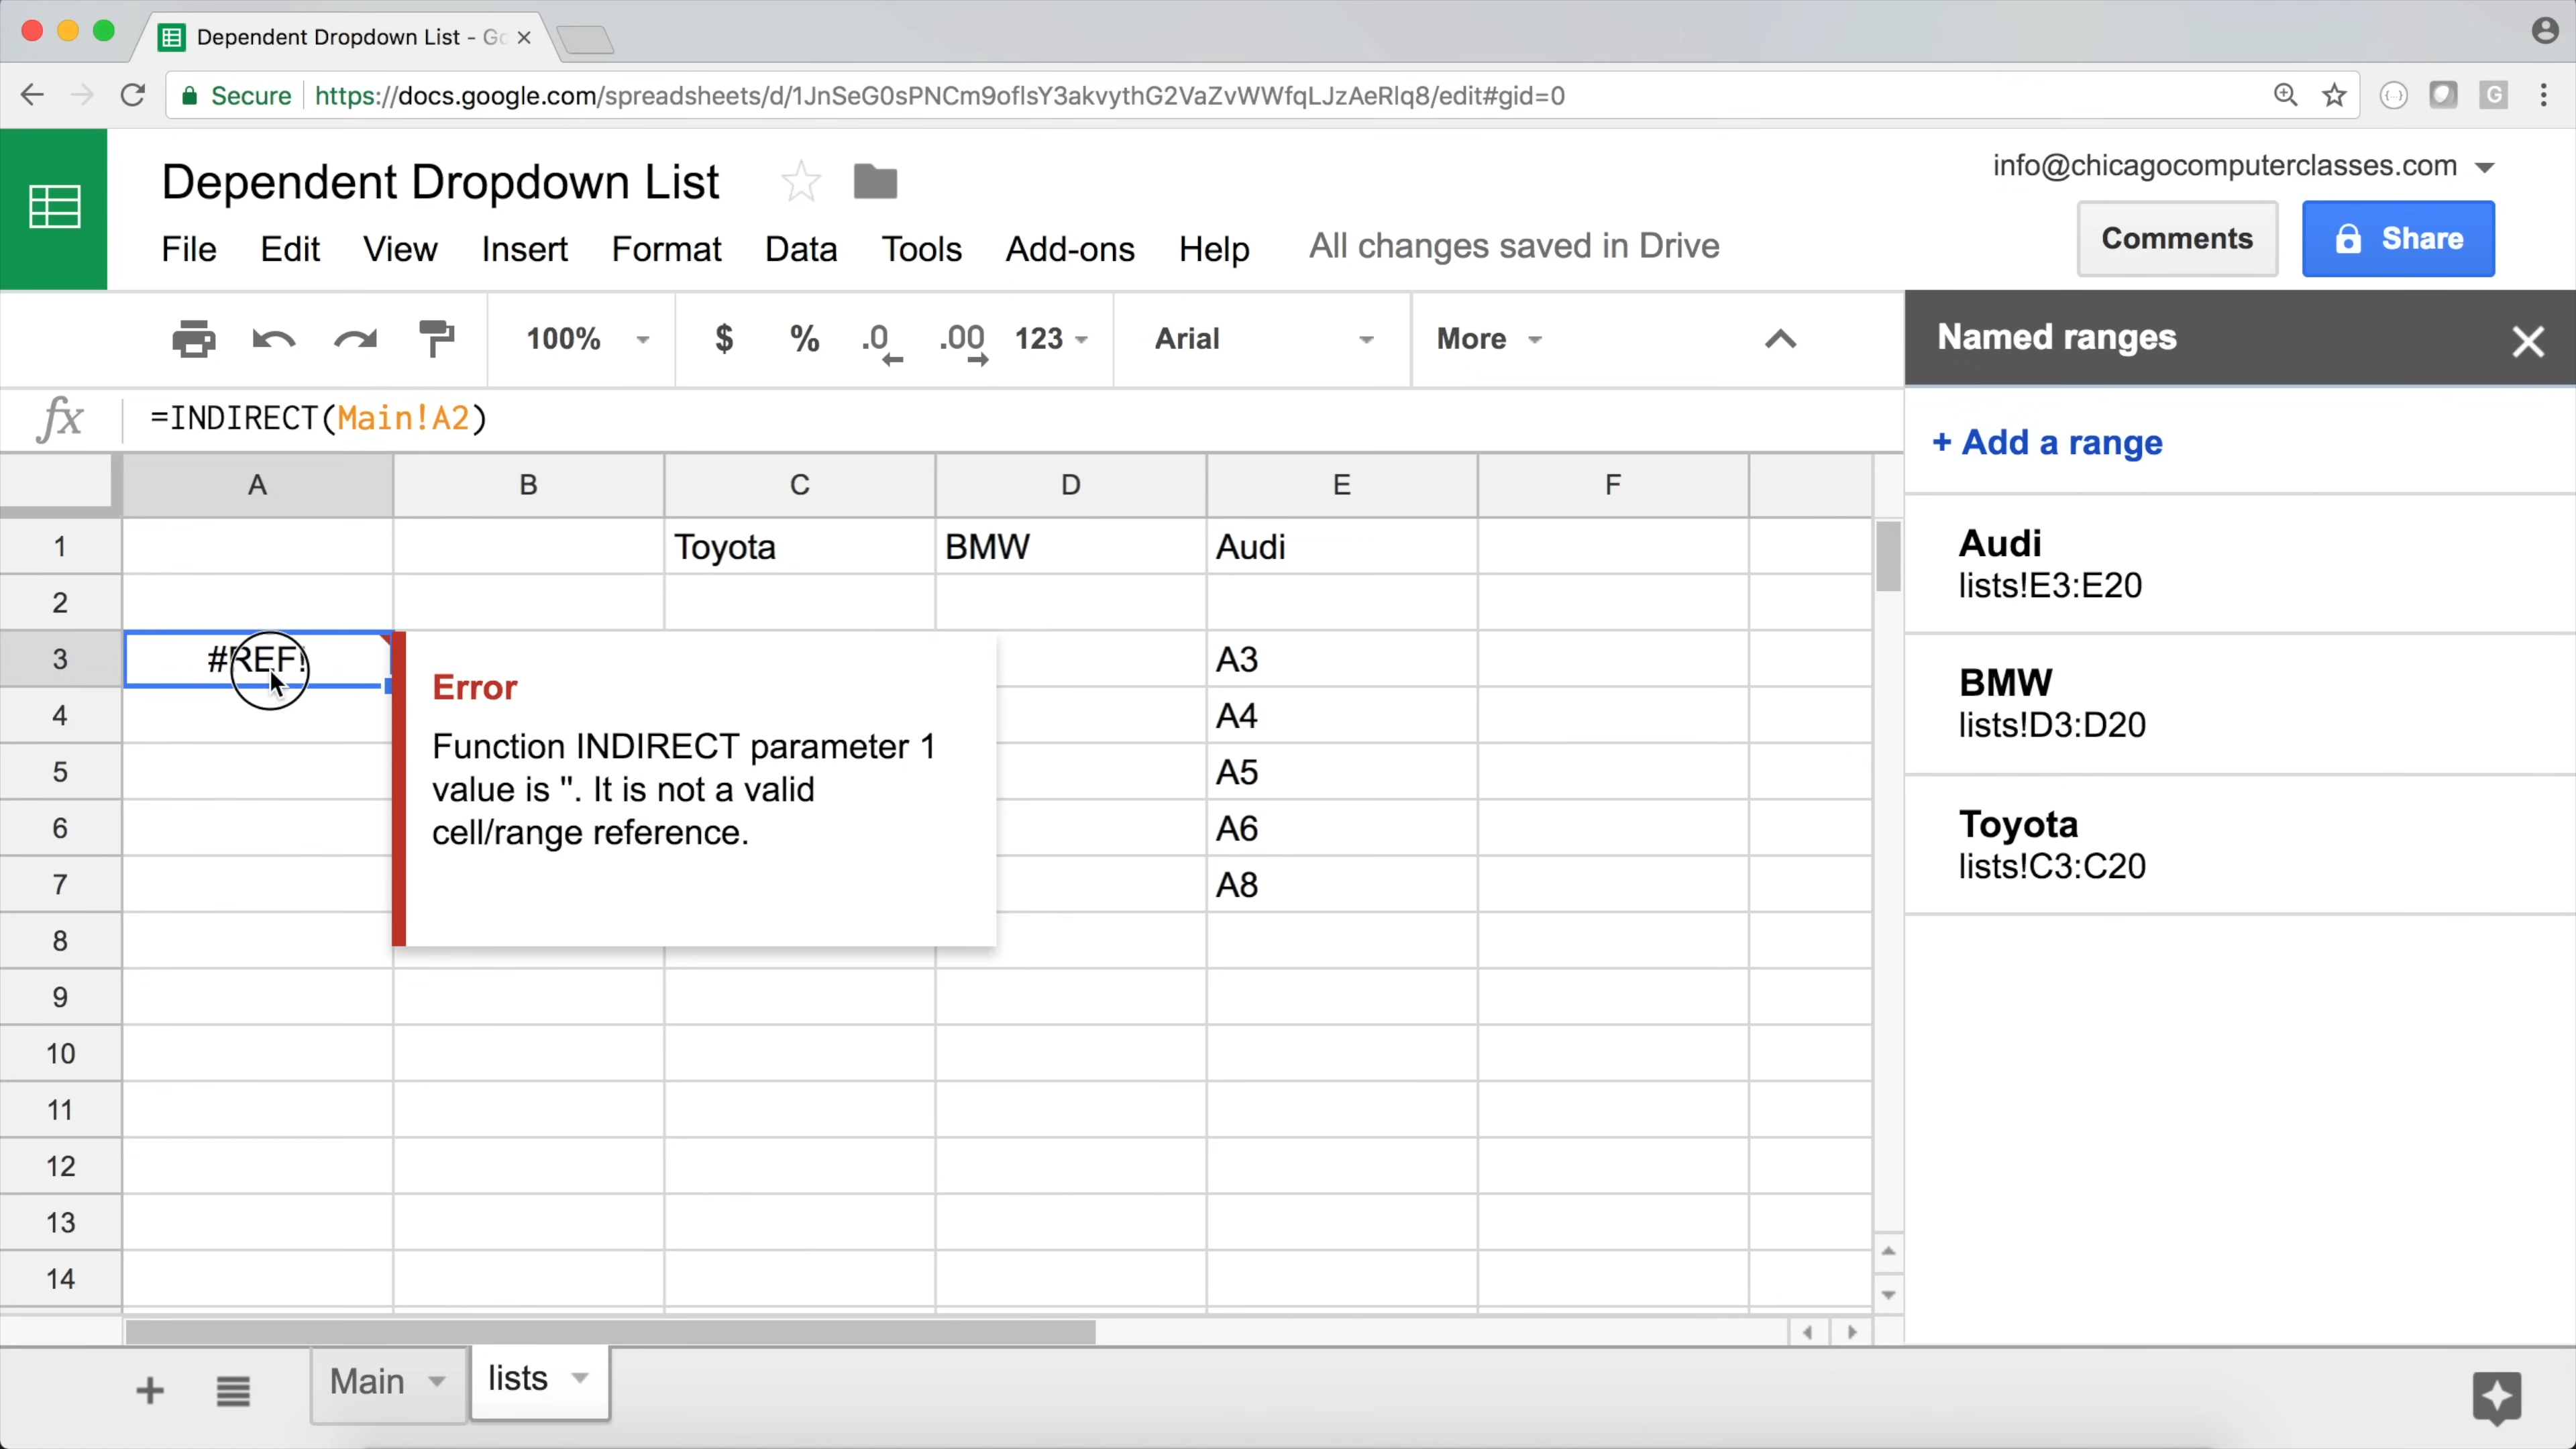 Dependent Dropdown List - Go
Secure https://docs.google.com/spreadsheets/d/1JnSeG0sPNCm9oflsY3akvythG2VaZvWWfqLJzAeRlq8/edit#gid=0
G
Dependent Dropdown List
info@chicagocomputerclasses.com
File Edit View Insert Format Data Tools Add-ons Help All changes saved in Drive
Comments Share
100% $ % .0 .00 123 Arial More
Named ranges
fx =INDIRECT(Main!A2)
+ Add a range
A B C D E F
1 Toyota BMW Audi
2
3 #REF! A3
4 A4
5 A5
6 A6
7 A8
8
9
10
11
12
13
14
Error
Function INDIRECT parameter 1
value is ''. It is not a valid
cell/range reference.
Audi
lists!E3:E20
BMW
lists!D3:D20
Toyota
lists!C3:C20
+ Main lists